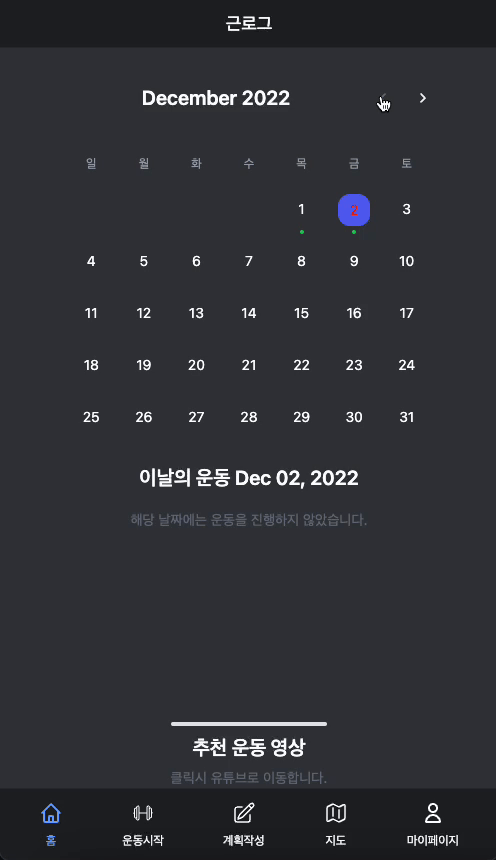 근로그
December 2022
일 월 화 수 목 금 토
1 2 3
4 5 6 7 8 9 10
11 12 13 14 15 16 17
18 19 20 21 22 23 24
25 26 27 28 29 30 31
이날의 운동 Dec 02, 2022
해당 날짜에는 운동을 진행하지 않았습니다.
추천 운동 영상
클릭시 유튜브로 이동합니다.
홈 운동시작 계획작성 지도 마이페이지